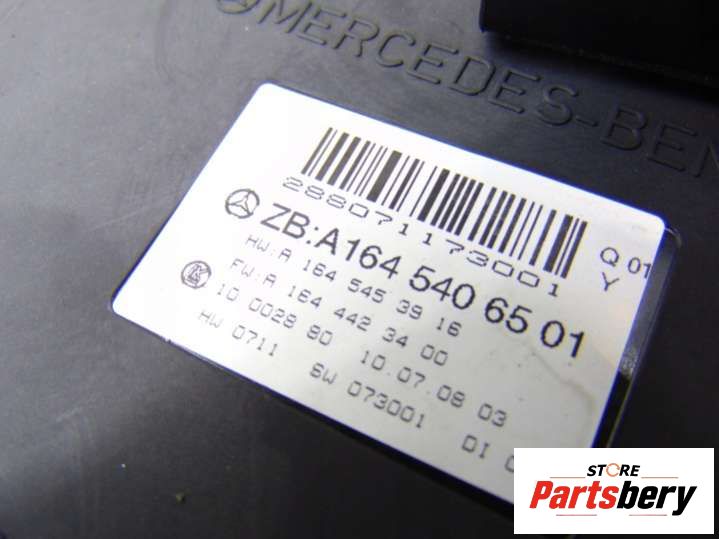 MERCEDES-BEN
288071173001
Q 01
Y
ZB:A164 540 65 01
HW:A 164 545 39 16
FW:A 164 442 34 00
10 0028 80 10.07.08 03
HW 0711 SW 073001 DI
STORE
Partsbery